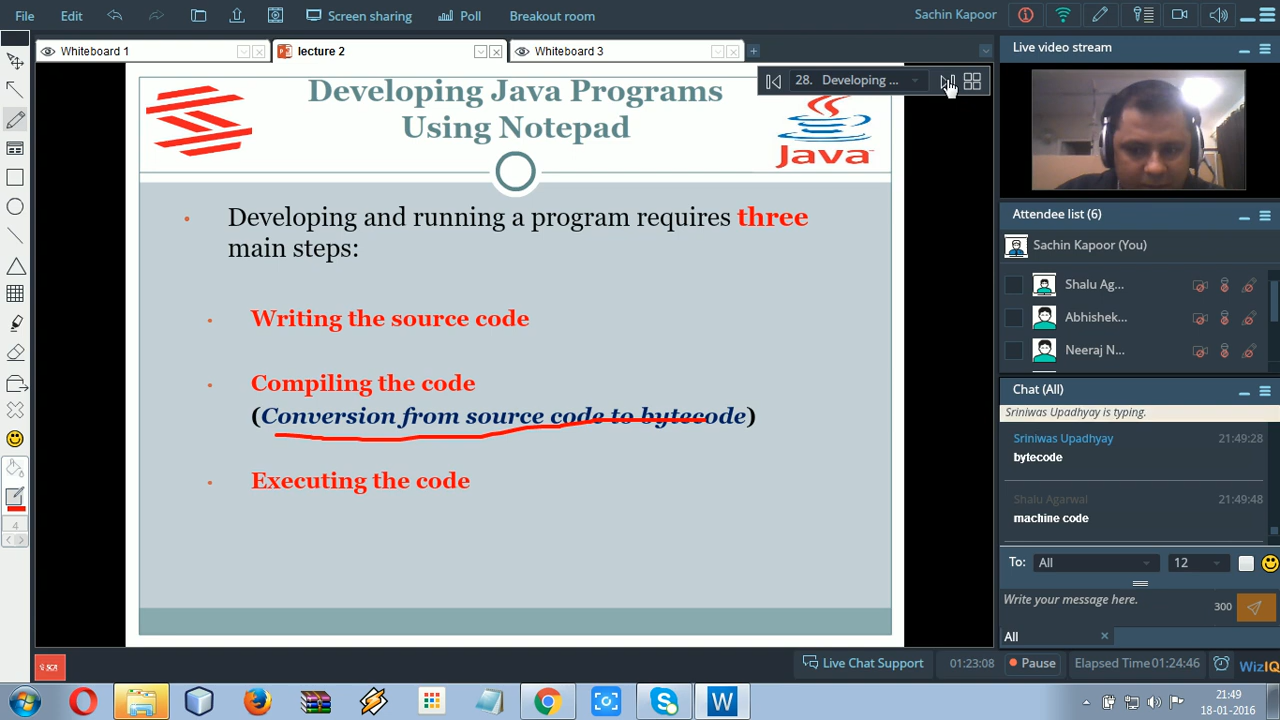 File Edit Screen sharing Poll Breakout room Sachin Kapoor
Whiteboard 1 lecture 2 Whiteboard 3
Live video stream
28. Developing ...
Developing Java Programs
Using Notepad
Java
Developing and running a program requires three
main steps:
Writing the source code
Compiling the code
(Conversion from source code to bytecode)
Executing the code
Attendee list (6)
Sachin Kapoor (You)
Shalu Ag...
Abhishek...
Neeraj N...
Chat (All)
Sriniwas Upadhyay is typing.
Sriniwas Upadhyay 21:49:28
bytecode
Shalu Agarwal 21:49:48
machine code
To: All 12
Write your message here. 300
All
4
SCA
Live Chat Support 01:23:08 Pause Elapsed Time 01:24:46 WizIQ
21:49
18-01-2016